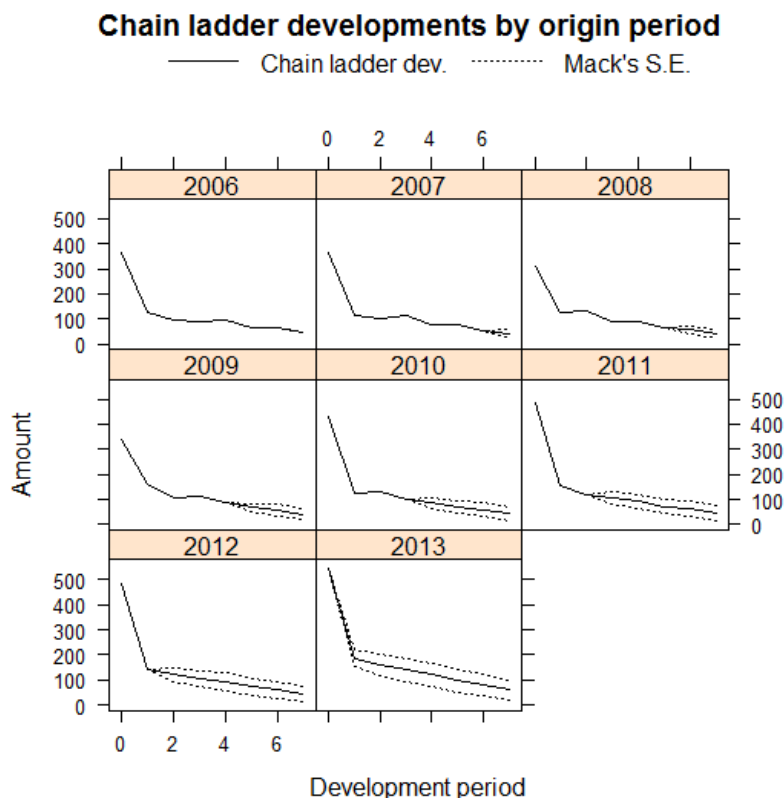 Chain ladder developments by origin period
Chain ladder dev. Mack's S.E.
0 2 4 6
2006 2007 2008
500
400
300
200
100
0
2009 2010 2011
500
400
300
200
100
0
2012 2013
500
400
300
200
100
0
0 2 4 6
Amount
Development period